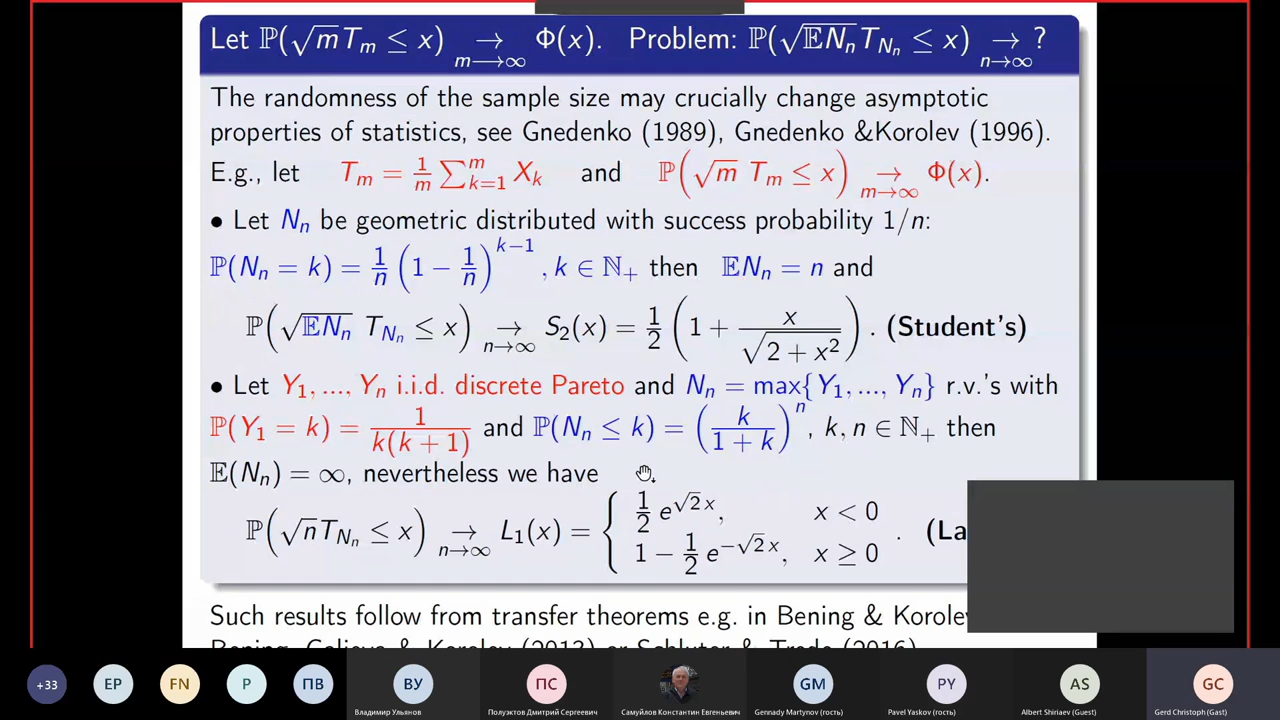 Let ℙ(√m T_m ≤ x) →_{m→∞} Φ(x). Problem: ℙ(√(𝔼N_n) T_{N_n} ≤ x) →_{n→∞} ?
The randomness of the sample size may crucially change asymptotic
properties of statistics, see Gnedenko (1989), Gnedenko &Korolev (1996).
E.g., let T_m = 1/m ∑_{k=1}^m X_k and ℙ(√m T_m ≤ x) →_{m→∞} Φ(x).
• Let N_n be geometric distributed with success probability 1/n:
ℙ(N_n = k) = 1/n (1 − 1/n)^{k−1}, k ∈ ℕ_+ then 𝔼N_n = n and
ℙ(√(𝔼N_n) T_{N_n} ≤ x) →_{n→∞} S_2(x) = 1/2 (1 + x/√(2 + x²)). (Student's)
• Let Y_1, ..., Y_n i.i.d. discrete Pareto and N_n = max{Y_1, ..., Y_n} r.v.'s with
ℙ(Y_1 = k) = 1/(k(k + 1)) and ℙ(N_n ≤ k) = (k/(1 + k))^n, k, n ∈ ℕ_+ then
𝔼(N_n) = ∞, nevertheless we have
ℙ(√n T_{N_n} ≤ x) →_{n→∞} L_1(x) = { 1/2 e^{√2 x}, x < 0
1 − 1/2 e^{−√2 x}, x ≥ 0 . (La
Such results follow from transfer theorems e.g. in Bening & Korolev
+33
EP
FN
P
ПВ
ВУ
ПС
GM
PY
AS
GC
Владимир Ульянов
Полуэктов Дмитрий Сергеевич
Самуйлов Константин Евгеньевич
Gennady Martynov (гость)
Pavel Yaskov (гость)
Albert Shiriaev (Guest)
Gerd Christoph (Gast)